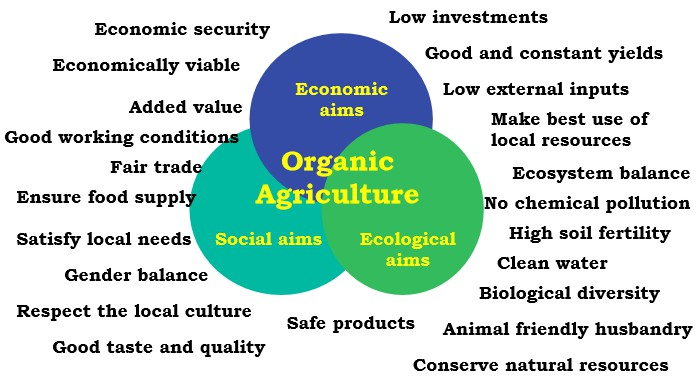 Low investments
Economic security
Good and constant yields
Economically viable
Low external inputs
Economic
aims
Added value
Make best use of
local resources
Good working conditions
Fair trade
Organic
Agriculture
Ecosystem balance
Ensure food supply
No chemical pollution
Satisfy local needs
Social aims
Ecological
aims
High soil fertility
Clean water
Gender balance
Biological diversity
Respect the local culture
Safe products
Animal friendly husbandry
Good taste and quality
Conserve natural resources